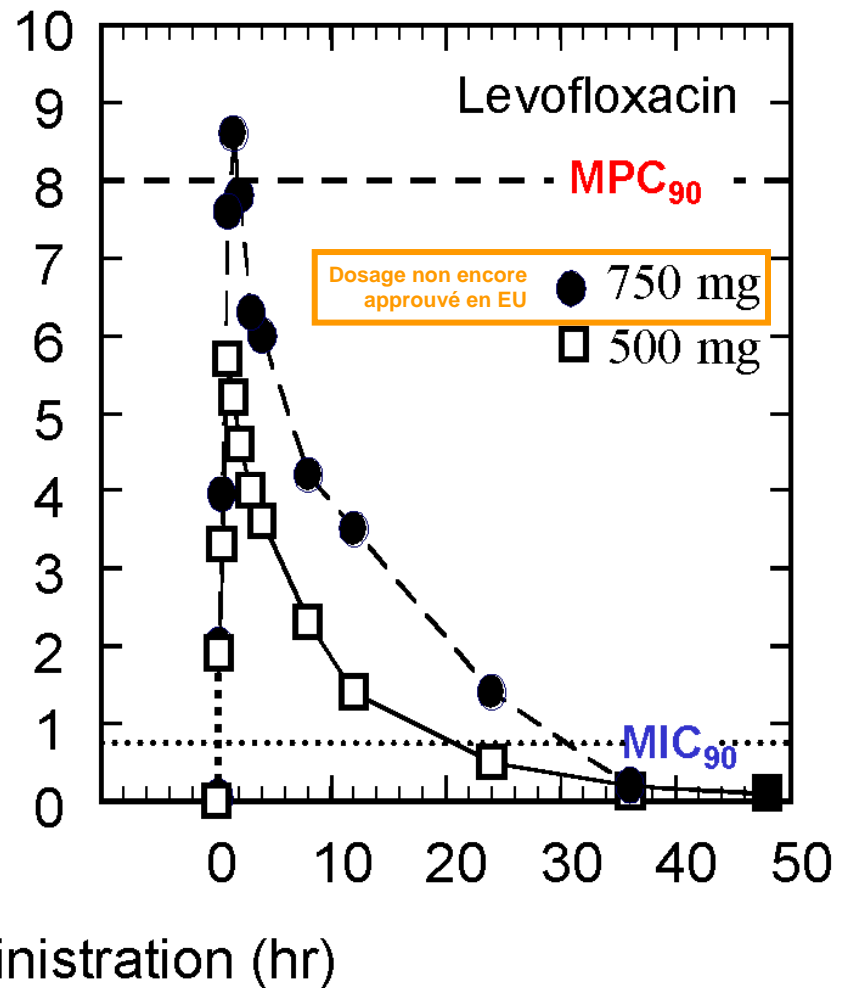 10
9
8
7
6
5
4
3
2
1
0
Levofloxacin
MPC90
Dosage non encore
approuvé en EU
750 mg
500 mg
MIC90
0 10 20 30 40 50
inistration (hr)